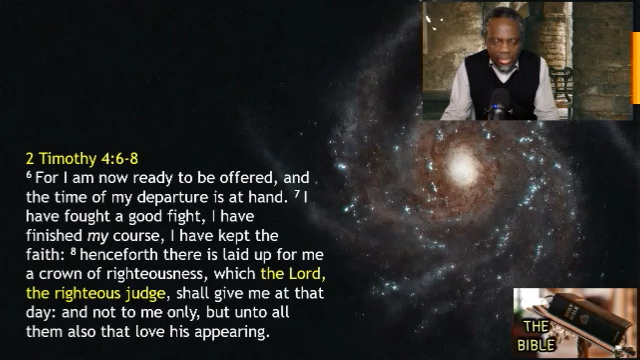 2 Timothy 4:6-8
6 For I am now ready to be offered, and
the time of my departure is at hand. 7 I
have fought a good fight, I have
finished my course, I have kept the
faith: 8 henceforth there is laid up for me
a crown of righteousness, which the Lord,
the righteous judge, shall give me at that
day: and not to me only, but unto all
them also that love his appearing.
THE
BIBLE